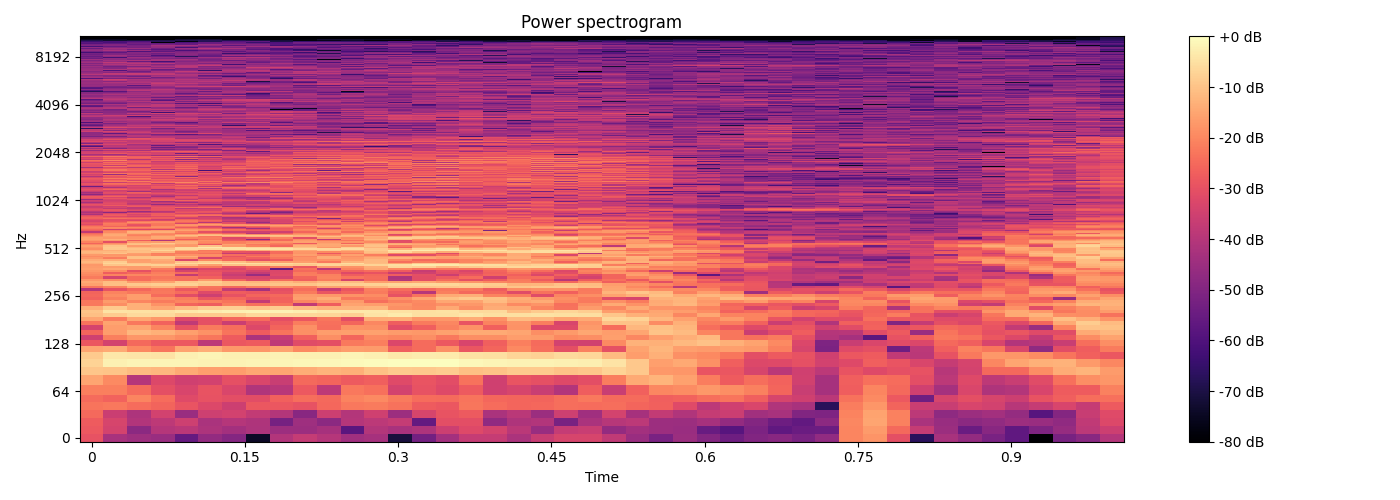 Power spectrogram
Hz
8192
4096
2048
1024
512
256
128
64
0
0 0.15 0.3 0.45 0.6 0.75 0.9
Time
+0 dB
-10 dB
-20 dB
-30 dB
-40 dB
-50 dB
-60 dB
-70 dB
-80 dB